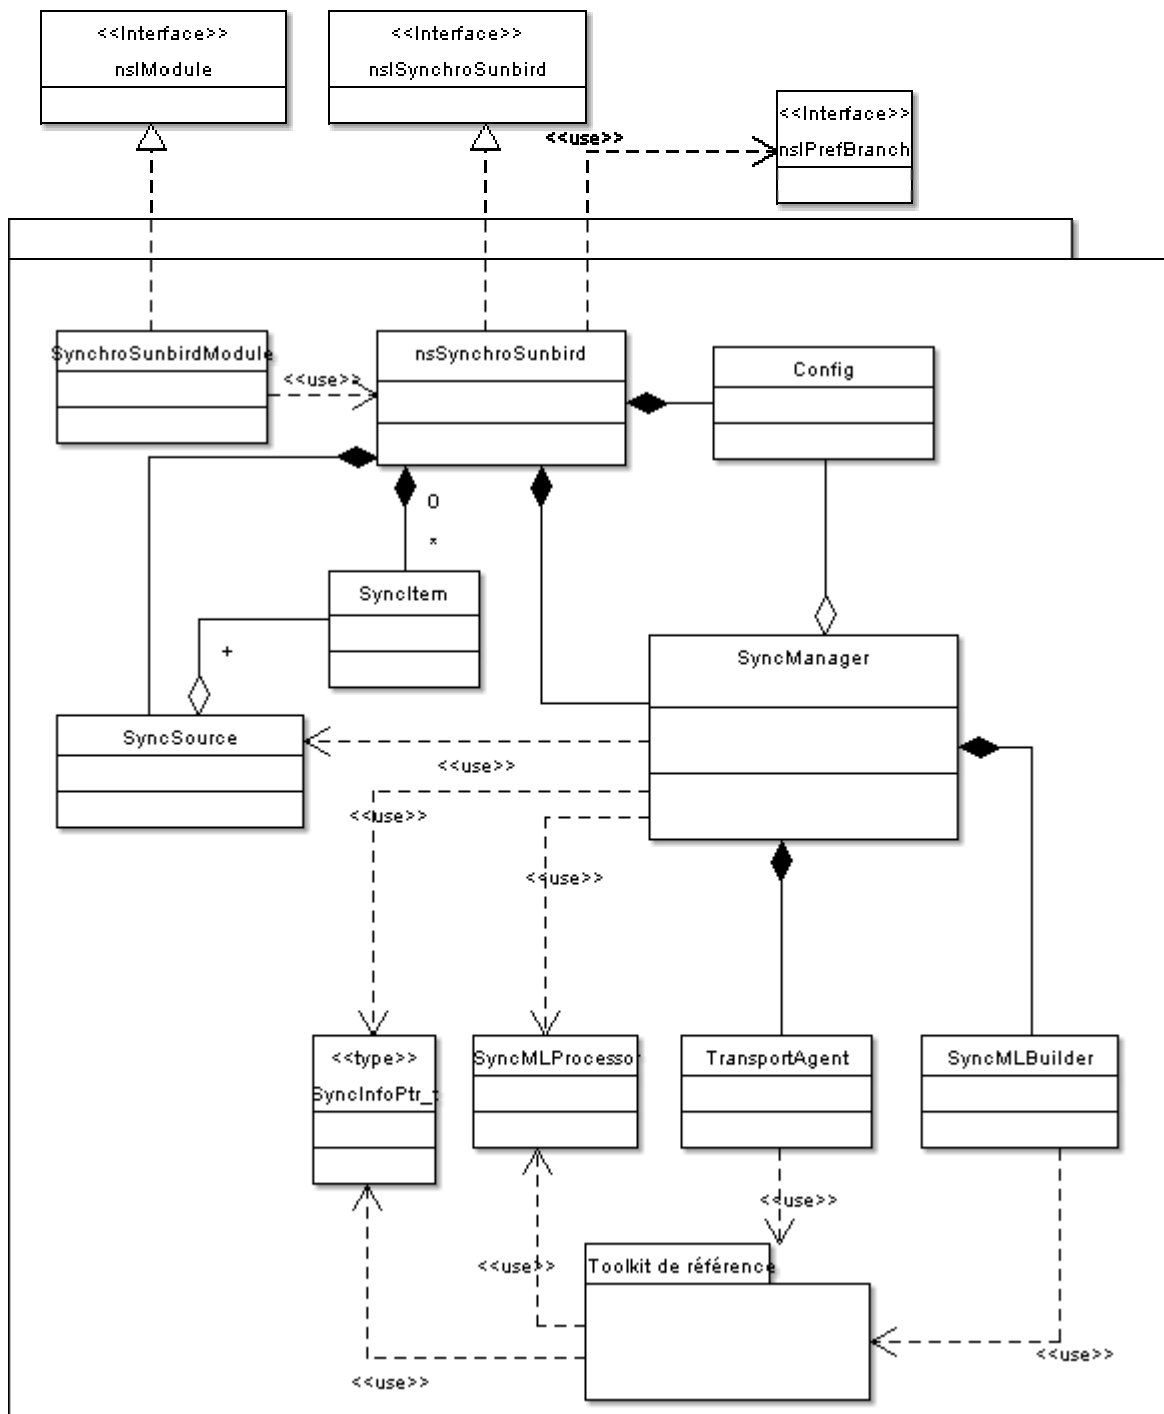 <<Interface>>
nsIModule
<<Interface>>
nsISynchroSunbird
<<Interface>>
nsIPrefBranch
<<use>>
SynchroSunbirdModule
<<use>>
nsSynchroSunbird
Config
0
*
SyncItem
+
SyncSource
SyncManager
<<use>>
<<use>>
<<use>>
<<type>>
SyncInfoPtr_t
SyncMLProcessor
TransportAgent
SyncMLBuilder
<<use>>
<<use>>
Toolkit de référence
<<use>>
<<use>>